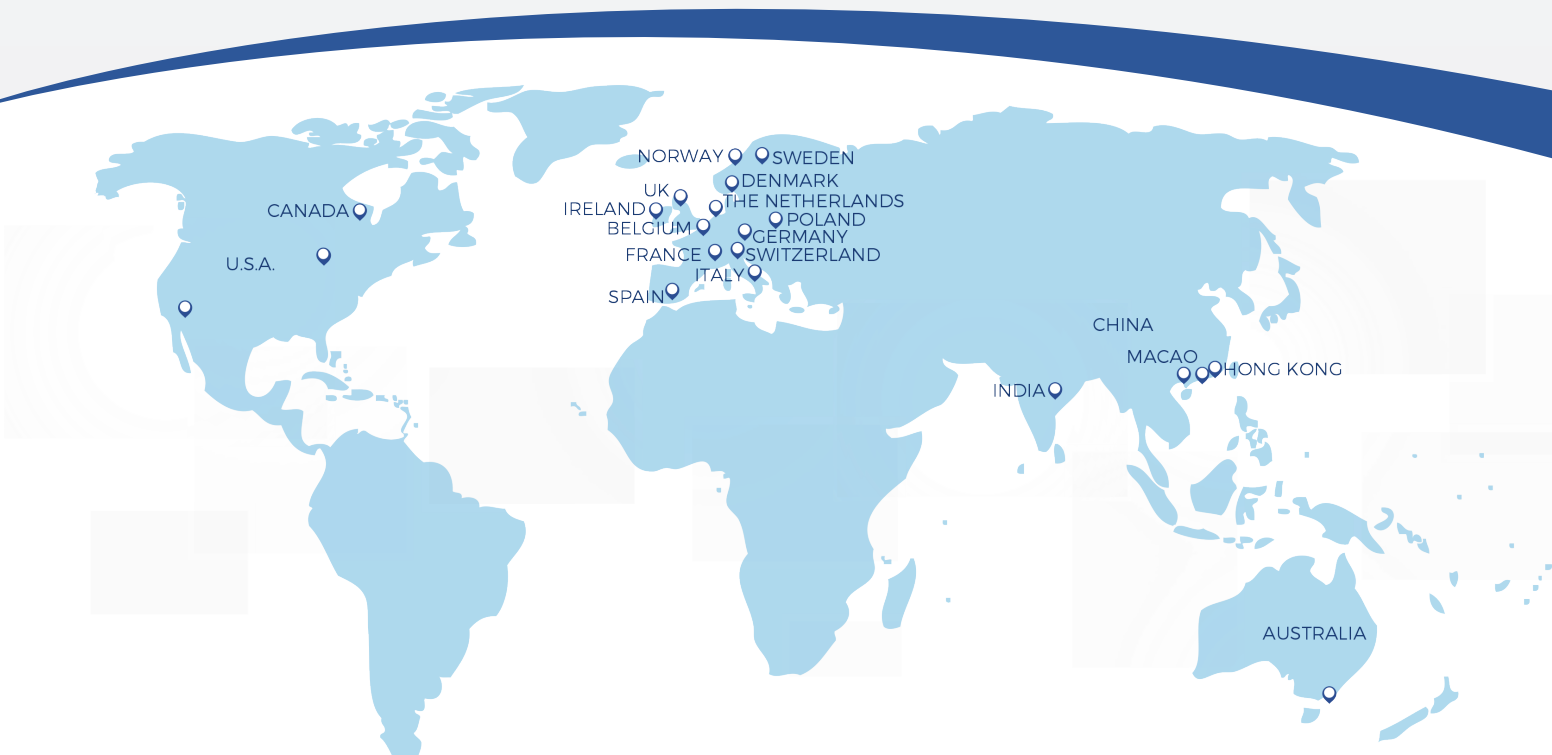 NORWAY
SWEDEN
DENMARK
UK
THE NETHERLANDS
IRELAND
CANADA
POLAND
BELGIUM
GERMANY
FRANCE
SWITZERLAND
U.S.A.
ITALY
SPAIN
CHINA
MACAO
HONG KONG
INDIA
AUSTRALIA